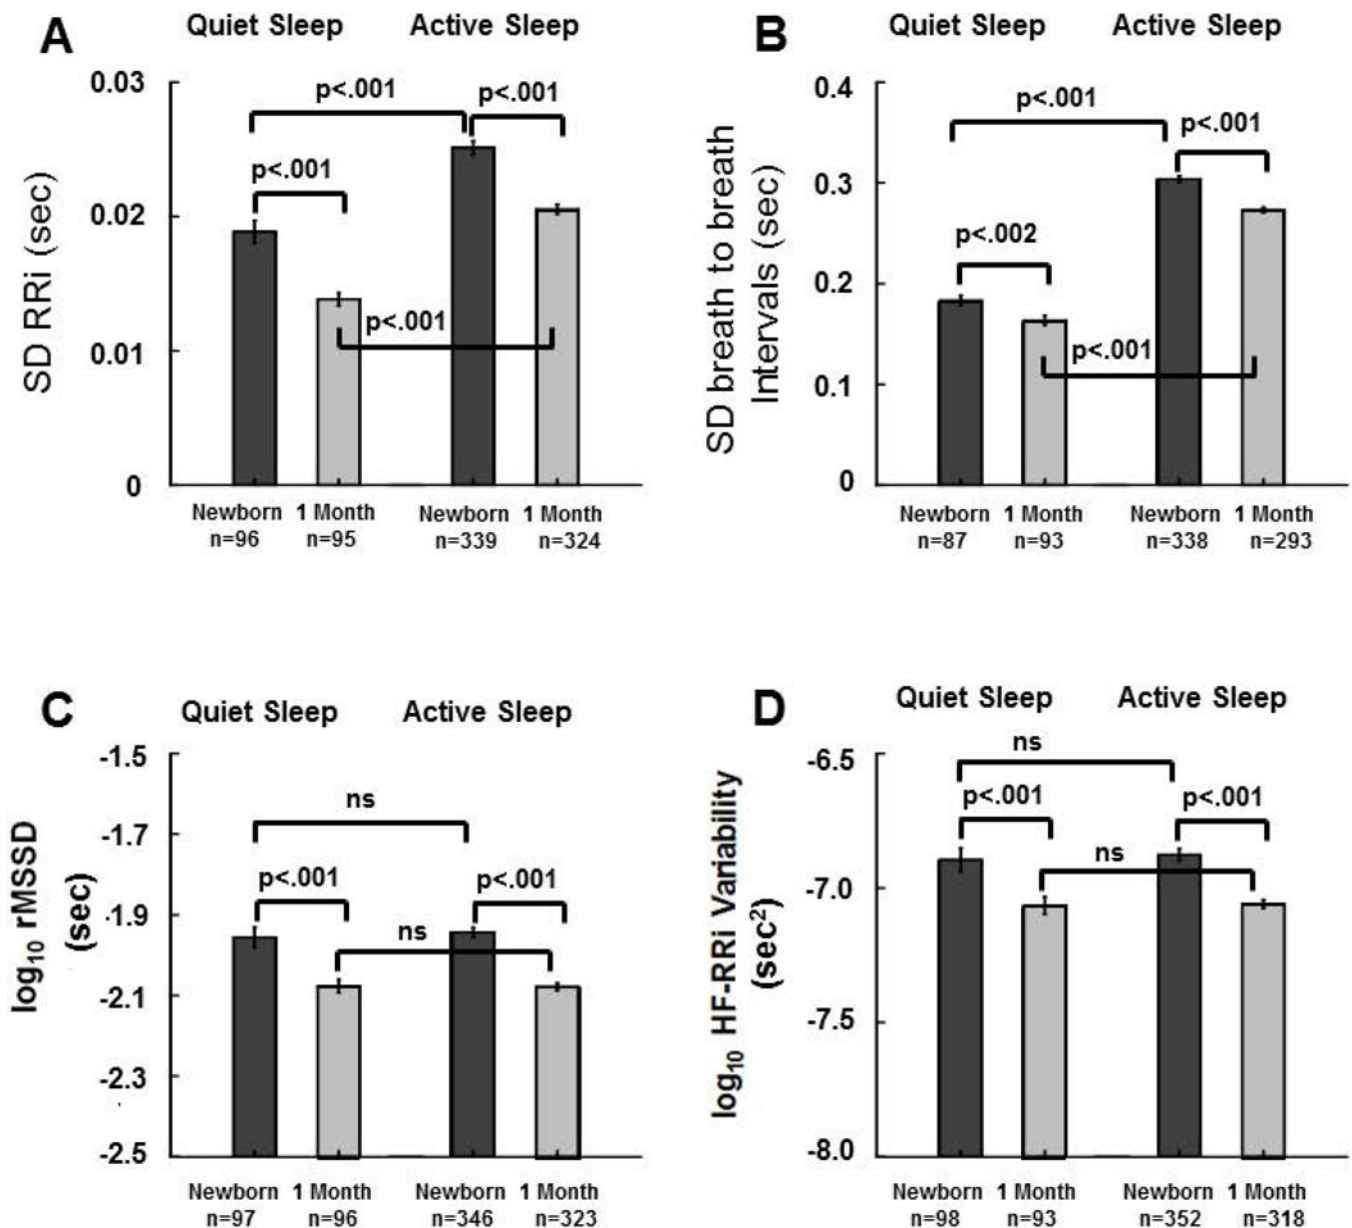 A
Quiet Sleep Active Sleep
0.03
0.02
0.01
0
SD RRi (sec)
p<.001
p<.001
p<.001
p<.001
Newborn 1 Month Newborn 1 Month
n=96 n=95 n=339 n=324
B
Quiet Sleep Active Sleep
0.4
0.3
0.2
0.1
0
SD breath to breath
Intervals (sec)
p<.001
p<.001
p<.002
p<.001
Newborn 1 Month Newborn 1 Month
n=87 n=93 n=338 n=293
C
Quiet Sleep Active Sleep
-1.5
-1.7
-1.9
-2.1
-2.3
-2.5
log₁₀ rMSSD
(sec)
ns
p<.001
p<.001
ns
Newborn 1 Month Newborn 1 Month
n=97 n=96 n=346 n=323
D
Quiet Sleep Active Sleep
-6.5
-7.0
-7.5
-8.0
log₁₀ HF-RRi Variability
(sec²)
ns
p<.001
p<.001
ns
Newborn 1 Month Newborn 1 Month
n=98 n=93 n=352 n=318